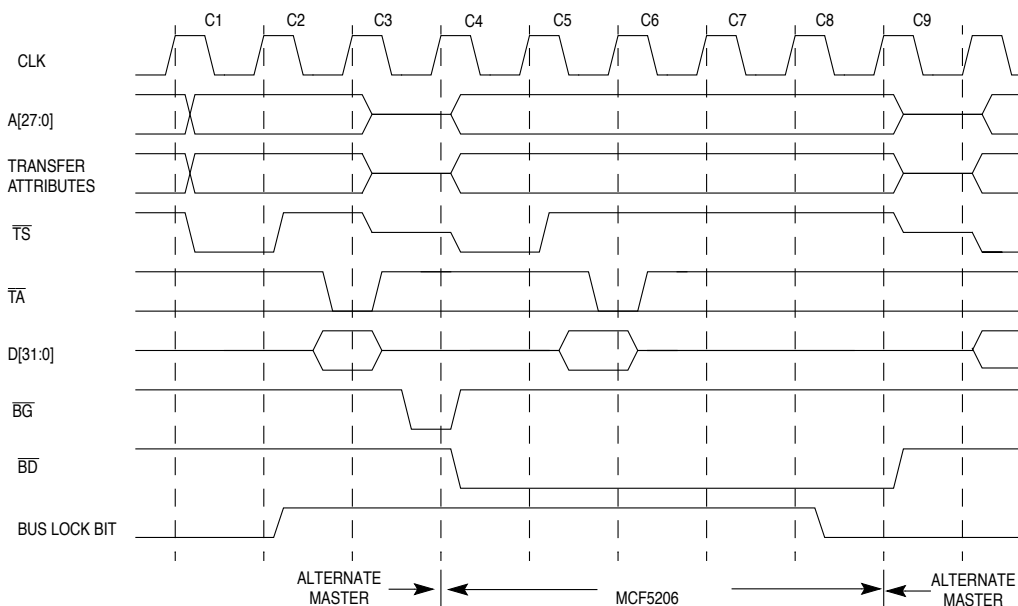 C1 C2 C3 C4 C5 C6 C7 C8 C9
CLK
A[27:0]
TRANSFER
ATTRIBUTES
TS
TA
D[31:0]
BG
BD
BUS LOCK BIT
ALTERNATE
MASTER
MCF5206
ALTERNATE
MASTER